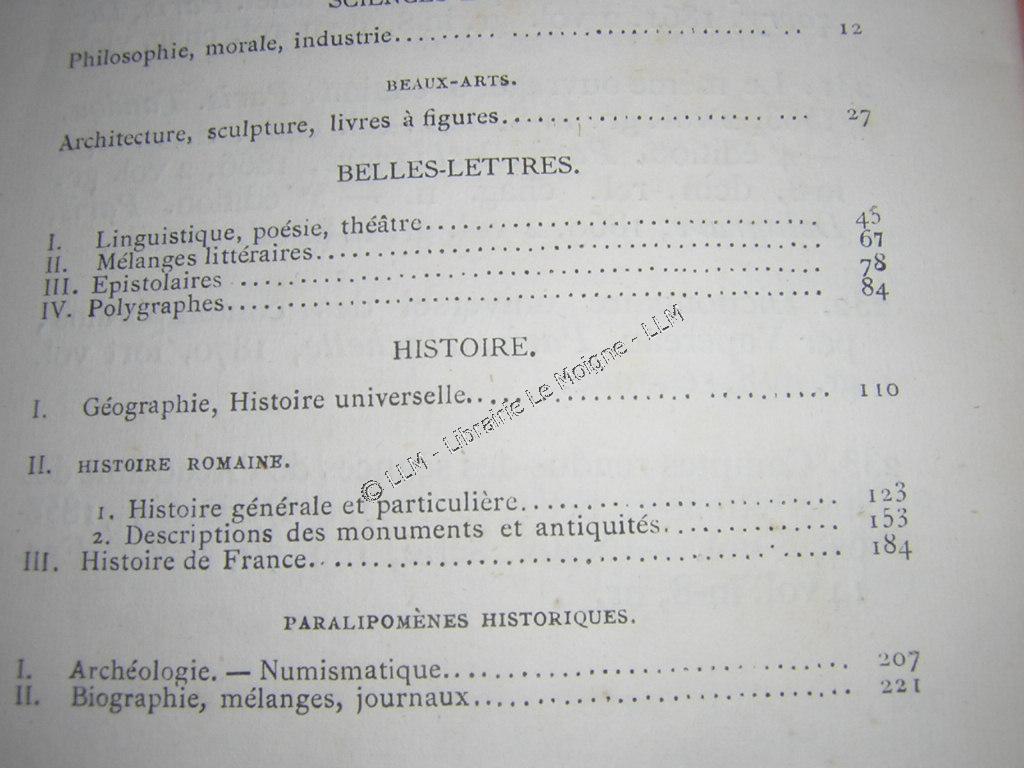 SCIENCES
Philosophie, morale, industrie.......................... 12
BEAUX-ARTS.
Architecture, sculpture, livres à figures.......................... 27
BELLES-LETTRES.
I. Linguistique, poésie, théâtre.......................... 45
II. Mélanges littéraires.......................... 67
III. Epistolaires .......................... 78
IV. Polygraphes.......................... 84
HISTOIRE.
I. Géographie, Histoire universelle.......................... 110
II. HISTOIRE ROMAINE.
1. Histoire générale et particulière.......................... 123
2. Descriptions des monuments et antiquités.............. 153
III. Histoire de France.......................... 184
PARALIPOMÈNES HISTORIQUES.
I. Archéologie. — Numismatique.......................... 207
II. Biographie, mélanges, journaux.......................... 221
© LLM - Librairie Le Moigne - LLM